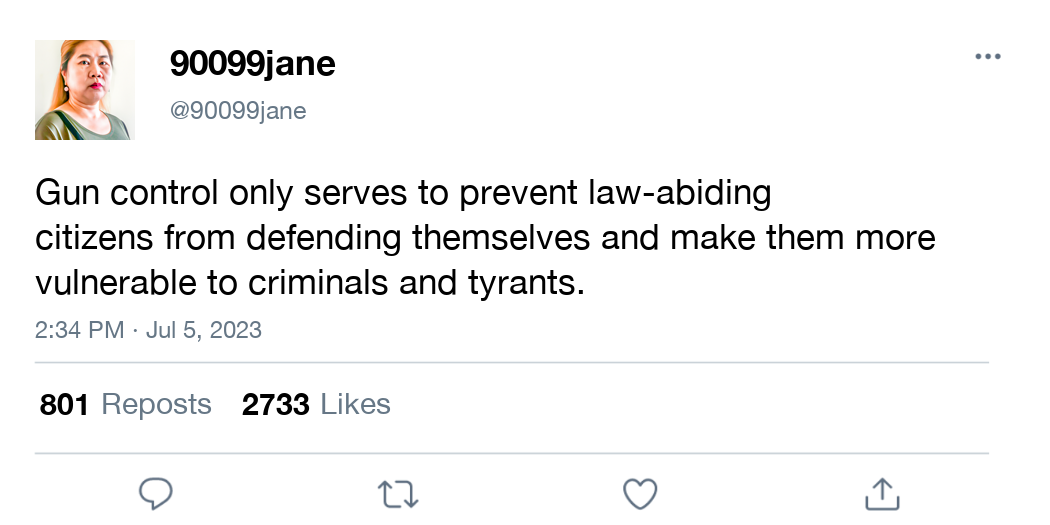 90099jane
@90099jane
Gun control only serves to prevent law-abiding
citizens from defending themselves and make them more
vulnerable to criminals and tyrants.
2:34 PM · Jul 5, 2023
801 Reposts 2733 Likes